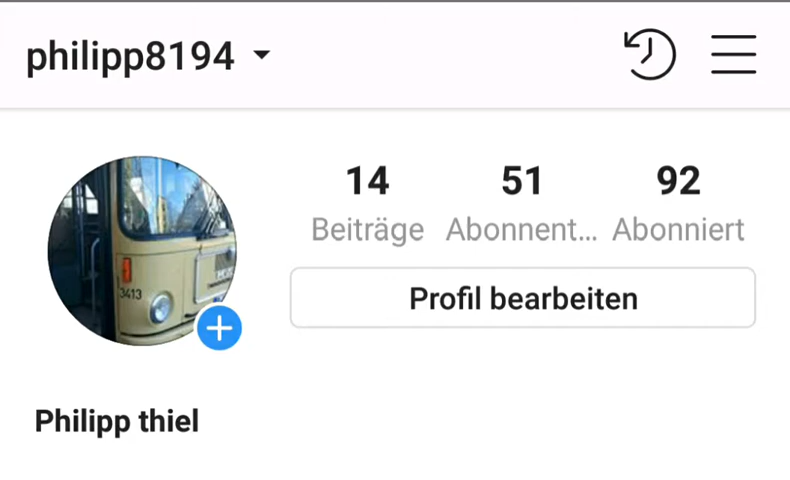 philipp8194
14 51 92
Beiträge Abonnent... Abonniert
Profil bearbeiten
3413
Philipp thiel